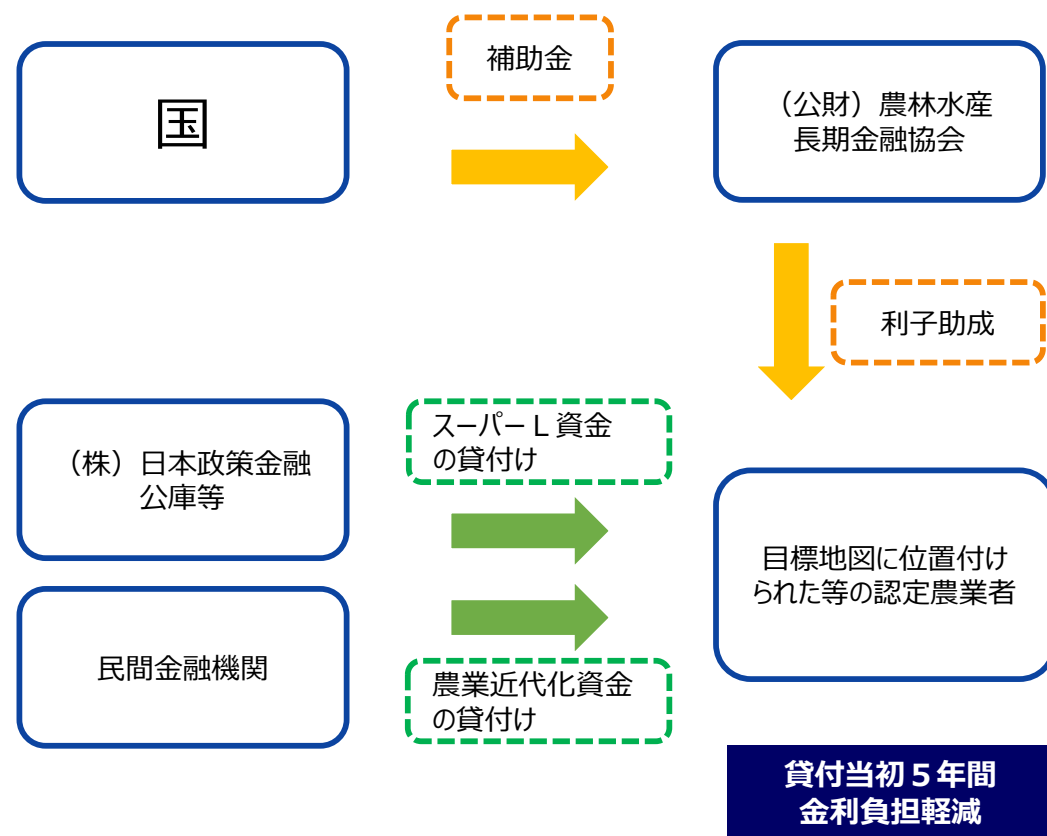 国
補助金
（公財）農林水産
長期金融協会
利子助成
（株）日本政策金融
公庫等
スーパーＬ資金
の貸付け
目標地図に位置付け
られた等の認定農業者
民間金融機関
農業近代化資金
の貸付け
貸付当初５年間
金利負担軽減